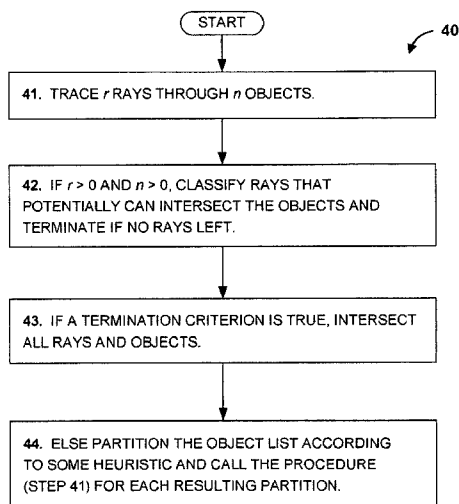 START
40
41. TRACE r RAYS THROUGH n OBJECTS.
42. IF r > 0 AND n > 0, CLASSIFY RAYS THAT
POTENTIALLY CAN INTERSECT THE OBJECTS AND
TERMINATE IF NO RAYS LEFT.
43. IF A TERMINATION CRITERION IS TRUE, INTERSECT
ALL RAYS AND OBJECTS.
44. ELSE PARTITION THE OBJECT LIST ACCORDING
TO SOME HEURISTIC AND CALL THE PROCEDURE
(STEP 41) FOR EACH RESULTING PARTITION.